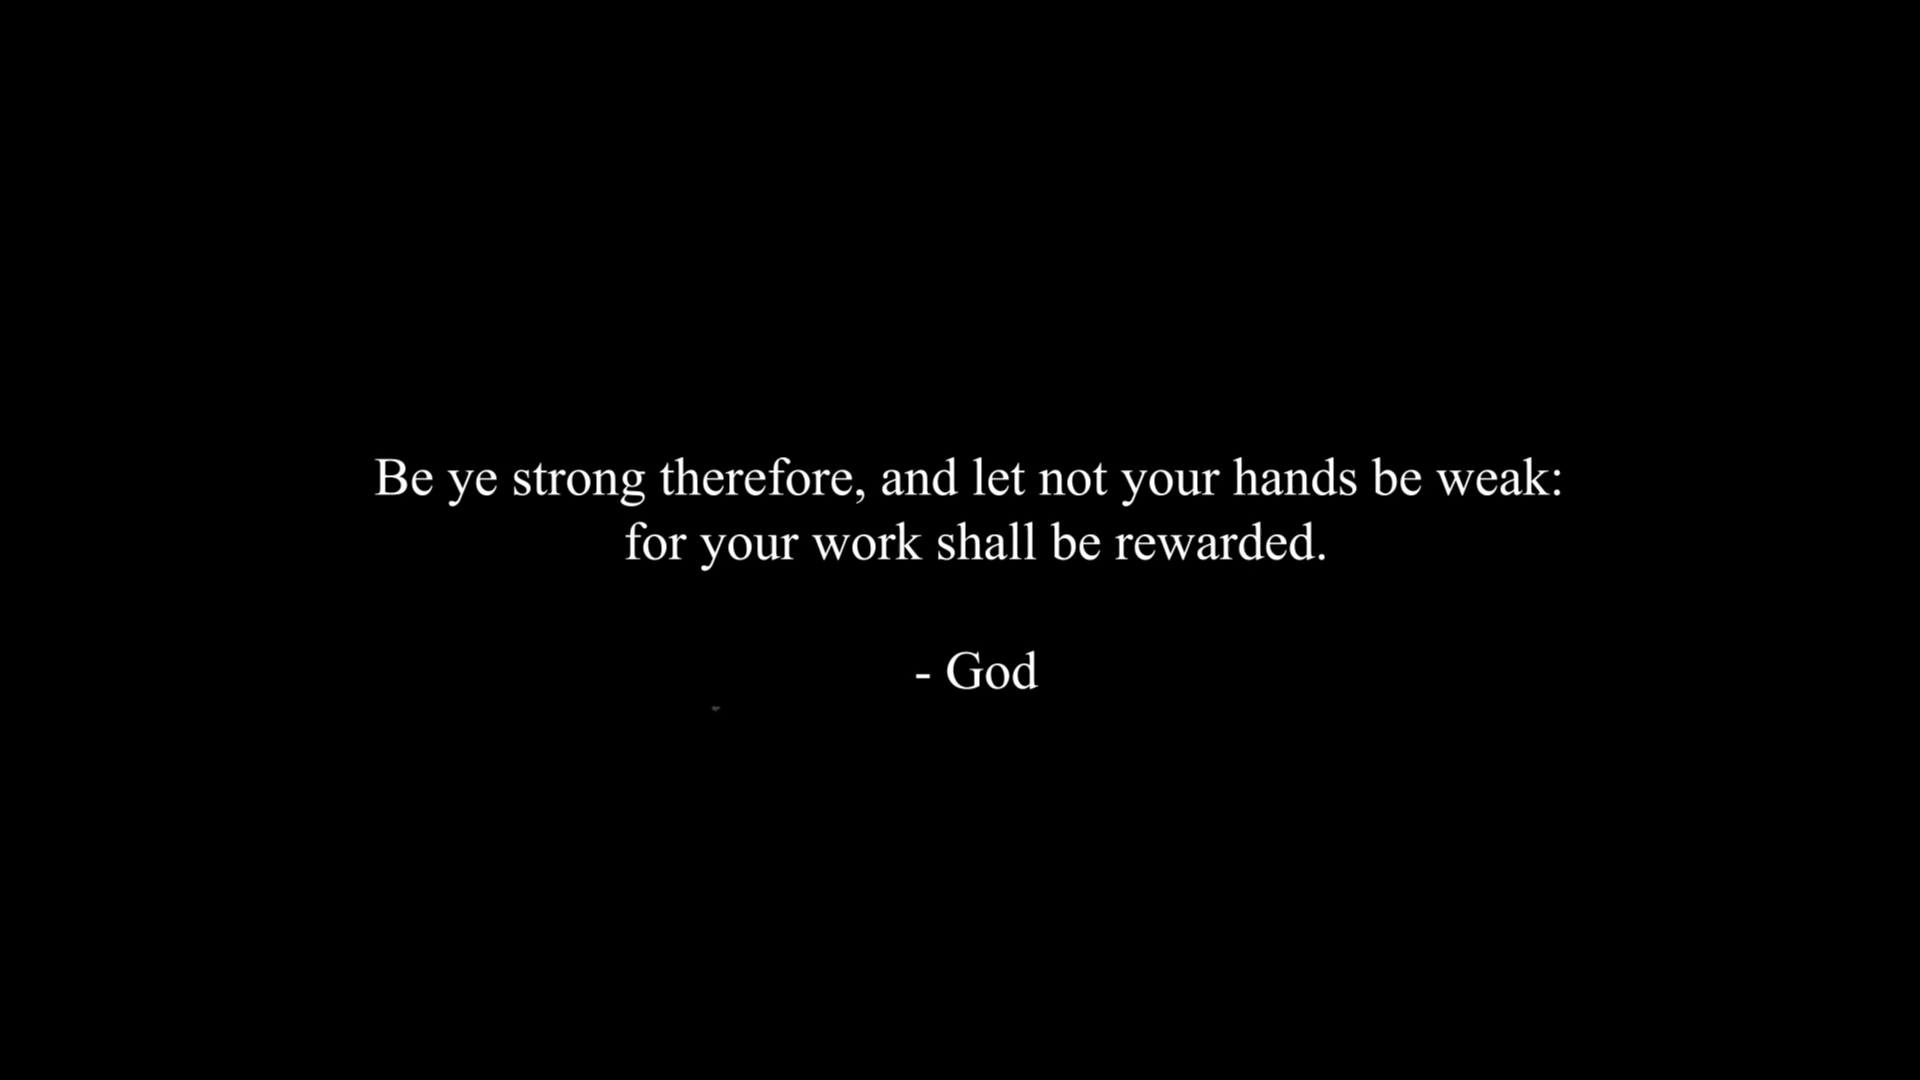 Be ye strong therefore, and let not your hands be weak:
for your work shall be rewarded.
- God